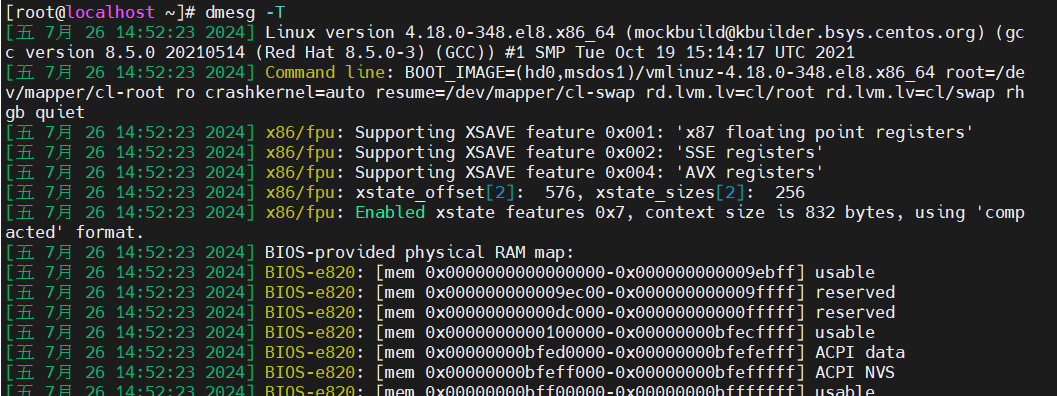 [root@localhost ~]# dmesg -T
[五 7月 26 14:52:23 2024] Linux version 4.18.0-348.el8.x86_64 (mockbuild@kbuilder.bsys.centos.org) (gc
c version 8.5.0 20210514 (Red Hat 8.5.0-3) (GCC)) #1 SMP Tue Oct 19 15:14:17 UTC 2021
[五 7月 26 14:52:23 2024] Command line: BOOT_IMAGE=(hd0,msdos1)/vmlinuz-4.18.0-348.el8.x86_64 root=/de
v/mapper/cl-root ro crashkernel=auto resume=/dev/mapper/cl-swap rd.lvm.lv=cl/root rd.lvm.lv=cl/swap rh
gb quiet
[五 7月 26 14:52:23 2024] x86/fpu: Supporting XSAVE feature 0x001: 'x87 floating point registers'
[五 7月 26 14:52:23 2024] x86/fpu: Supporting XSAVE feature 0x002: 'SSE registers'
[五 7月 26 14:52:23 2024] x86/fpu: Supporting XSAVE feature 0x004: 'AVX registers'
[五 7月 26 14:52:23 2024] x86/fpu: xstate_offset[2]:  576, xstate_sizes[2]:  256
[五 7月 26 14:52:23 2024] x86/fpu: Enabled xstate features 0x7, context size is 832 bytes, using 'comp
acted' format.
[五 7月 26 14:52:23 2024] BIOS-provided physical RAM map:
[五 7月 26 14:52:23 2024] BIOS-e820: [mem 0x0000000000000000-0x000000000009ebff] usable
[五 7月 26 14:52:23 2024] BIOS-e820: [mem 0x000000000009ec00-0x000000000009ffff] reserved
[五 7月 26 14:52:23 2024] BIOS-e820: [mem 0x00000000000dc000-0x00000000000fffff] reserved
[五 7月 26 14:52:23 2024] BIOS-e820: [mem 0x0000000000100000-0x00000000bfecffff] usable
[五 7月 26 14:52:23 2024] BIOS-e820: [mem 0x00000000bfed0000-0x00000000bfefefff] ACPI data
[五 7月 26 14:52:23 2024] BIOS-e820: [mem 0x00000000bfeff000-0x00000000bfefffff] ACPI NVS
[五 7月 26 14:52:23 2024] BIOS-e820: [mem 0x00000000bff00000-0x00000000bfffffff] usable